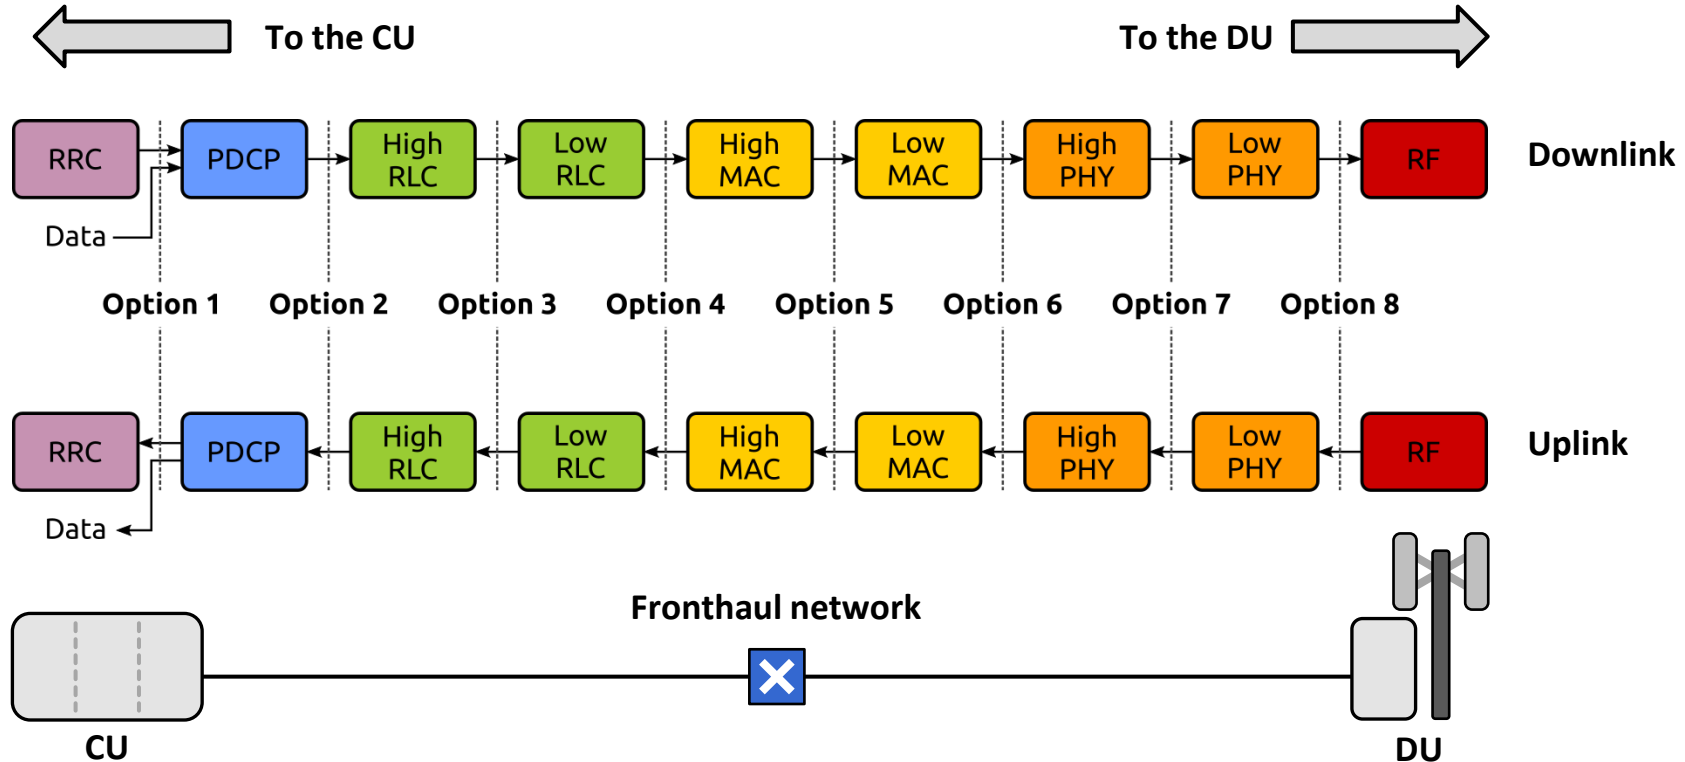 To the CU
To the DU
RRC
PDCP
High
RLC
Low
RLC
High
MAC
Low
MAC
High
PHY
Low
PHY
RF
Downlink
Data
Option 1
Option 2
Option 3
Option 4
Option 5
Option 6
Option 7
Option 8
RRC
PDCP
High
RLC
Low
RLC
High
MAC
Low
MAC
High
PHY
Low
PHY
RF
Uplink
Data
Fronthaul network
CU
DU